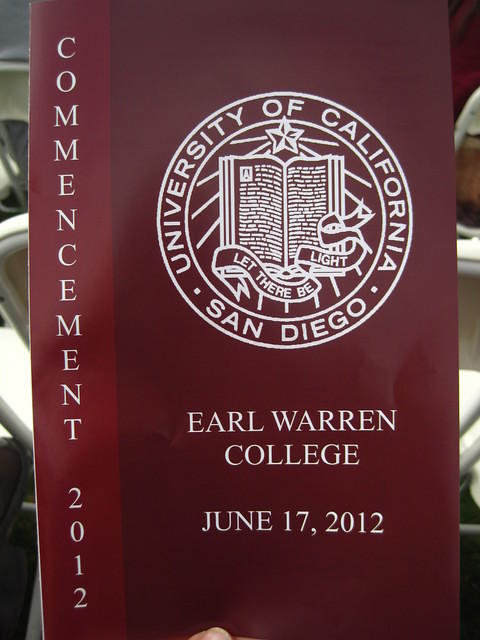 COMMENCEMENT 2012
UNIVERSITY OF CALIFORNIA
A
LET THERE BE LIGHT
• SAN DIEGO •
EARL WARREN
COLLEGE
JUNE 17, 2012